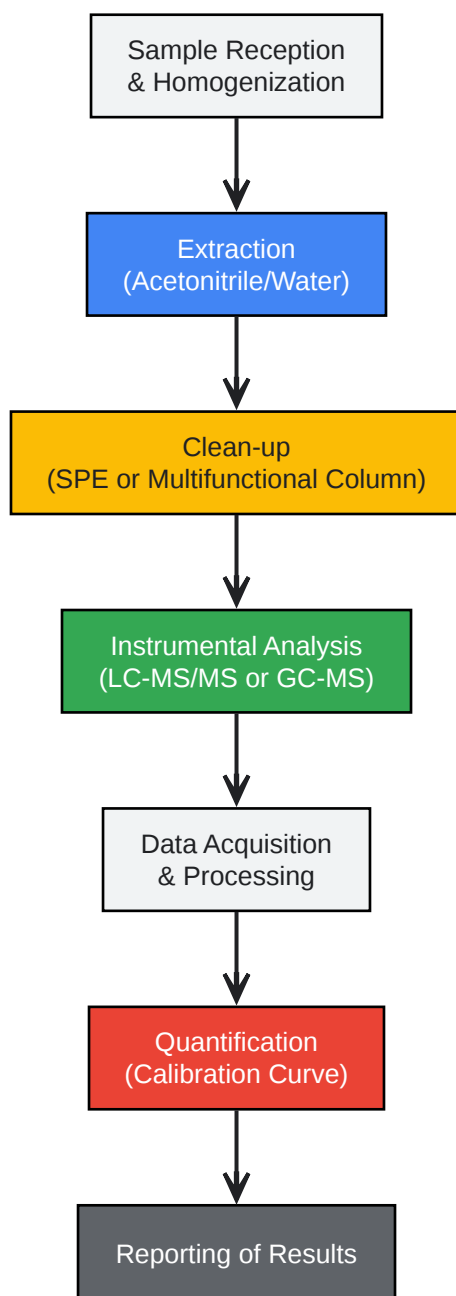 Sample Reception
& Homogenization
Extraction
(Acetonitrile/Water)
Clean-up
(SPE or Multifunctional Column)
Instrumental Analysis
(LC-MS/MS or GC-MS)
Data Acquisition
& Processing
Quantification
(Calibration Curve)
Reporting of Results